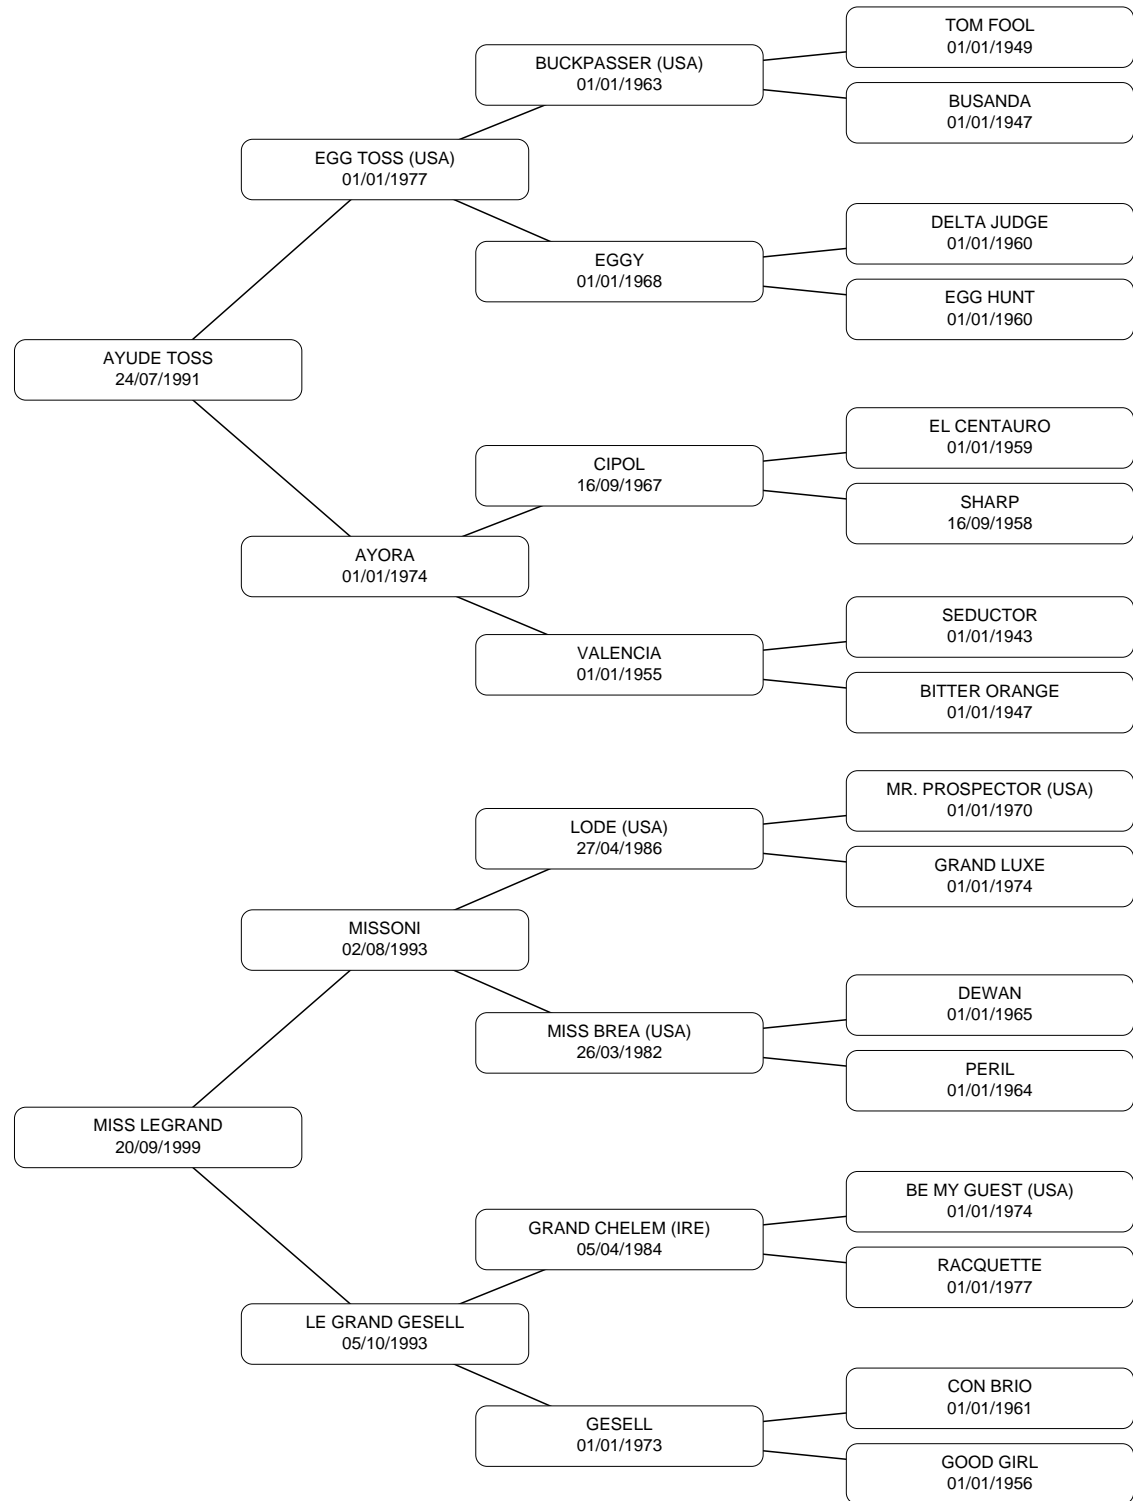 TOM FOOL
01/01/1949
BUCKPASSER (USA)
01/01/1963
BUSANDA
01/01/1947
EGG TOSS (USA)
01/01/1977
DELTA JUDGE
01/01/1960
EGGY
01/01/1968
EGG HUNT
01/01/1960
AYUDE TOSS
24/07/1991
EL CENTAURO
01/01/1959
CIPOL
16/09/1967
SHARP
16/09/1958
AYORA
01/01/1974
SEDUCTOR
01/01/1943
VALENCIA
01/01/1955
BITTER ORANGE
01/01/1947
MR. PROSPECTOR (USA)
01/01/1970
LODE (USA)
27/04/1986
GRAND LUXE
01/01/1974
MISSONI
02/08/1993
DEWAN
01/01/1965
MISS BREA (USA)
26/03/1982
PERIL
01/01/1964
MISS LEGRAND
20/09/1999
BE MY GUEST (USA)
01/01/1974
GRAND CHELEM (IRE)
05/04/1984
RACQUETTE
01/01/1977
LE GRAND GESELL
05/10/1993
CON BRIO
01/01/1961
GESELL
01/01/1973
GOOD GIRL
01/01/1956